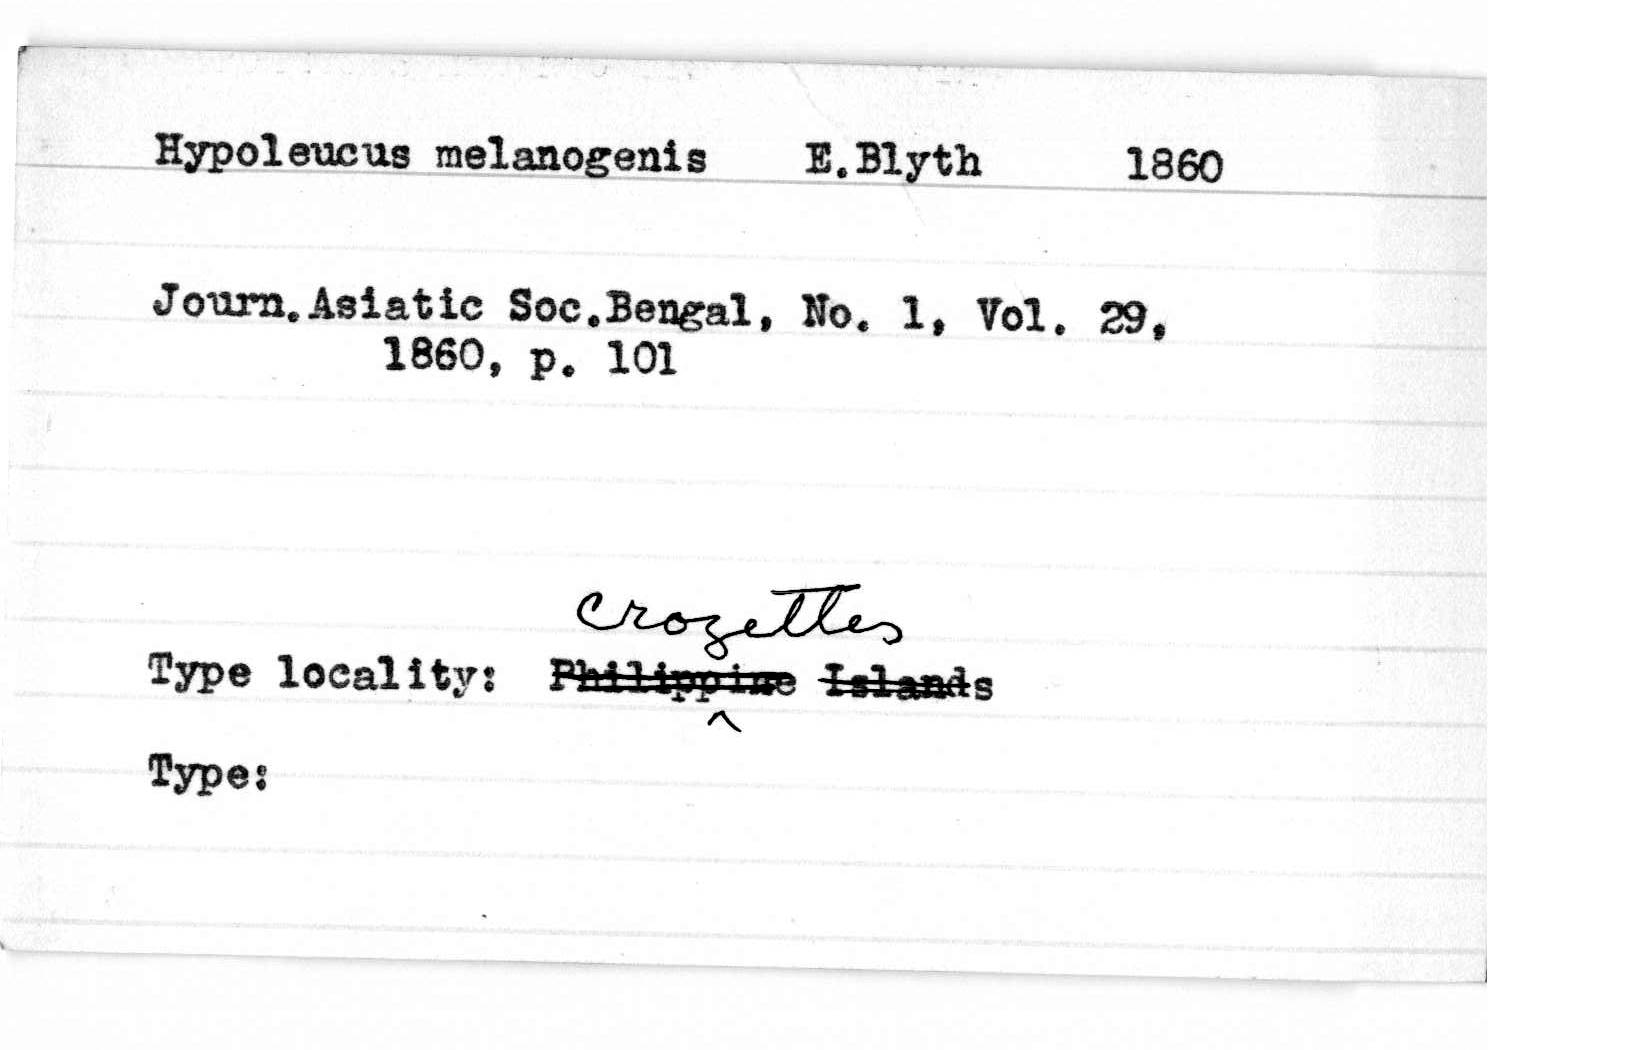 Hypoleucus melanogenis E.Blyth 1860
Journ.Asiatic Soc.Bengal, No. 1, Vol. 29,
1860, p. 101
Crozettes
Type locality: Philippine Islands
^
Type: